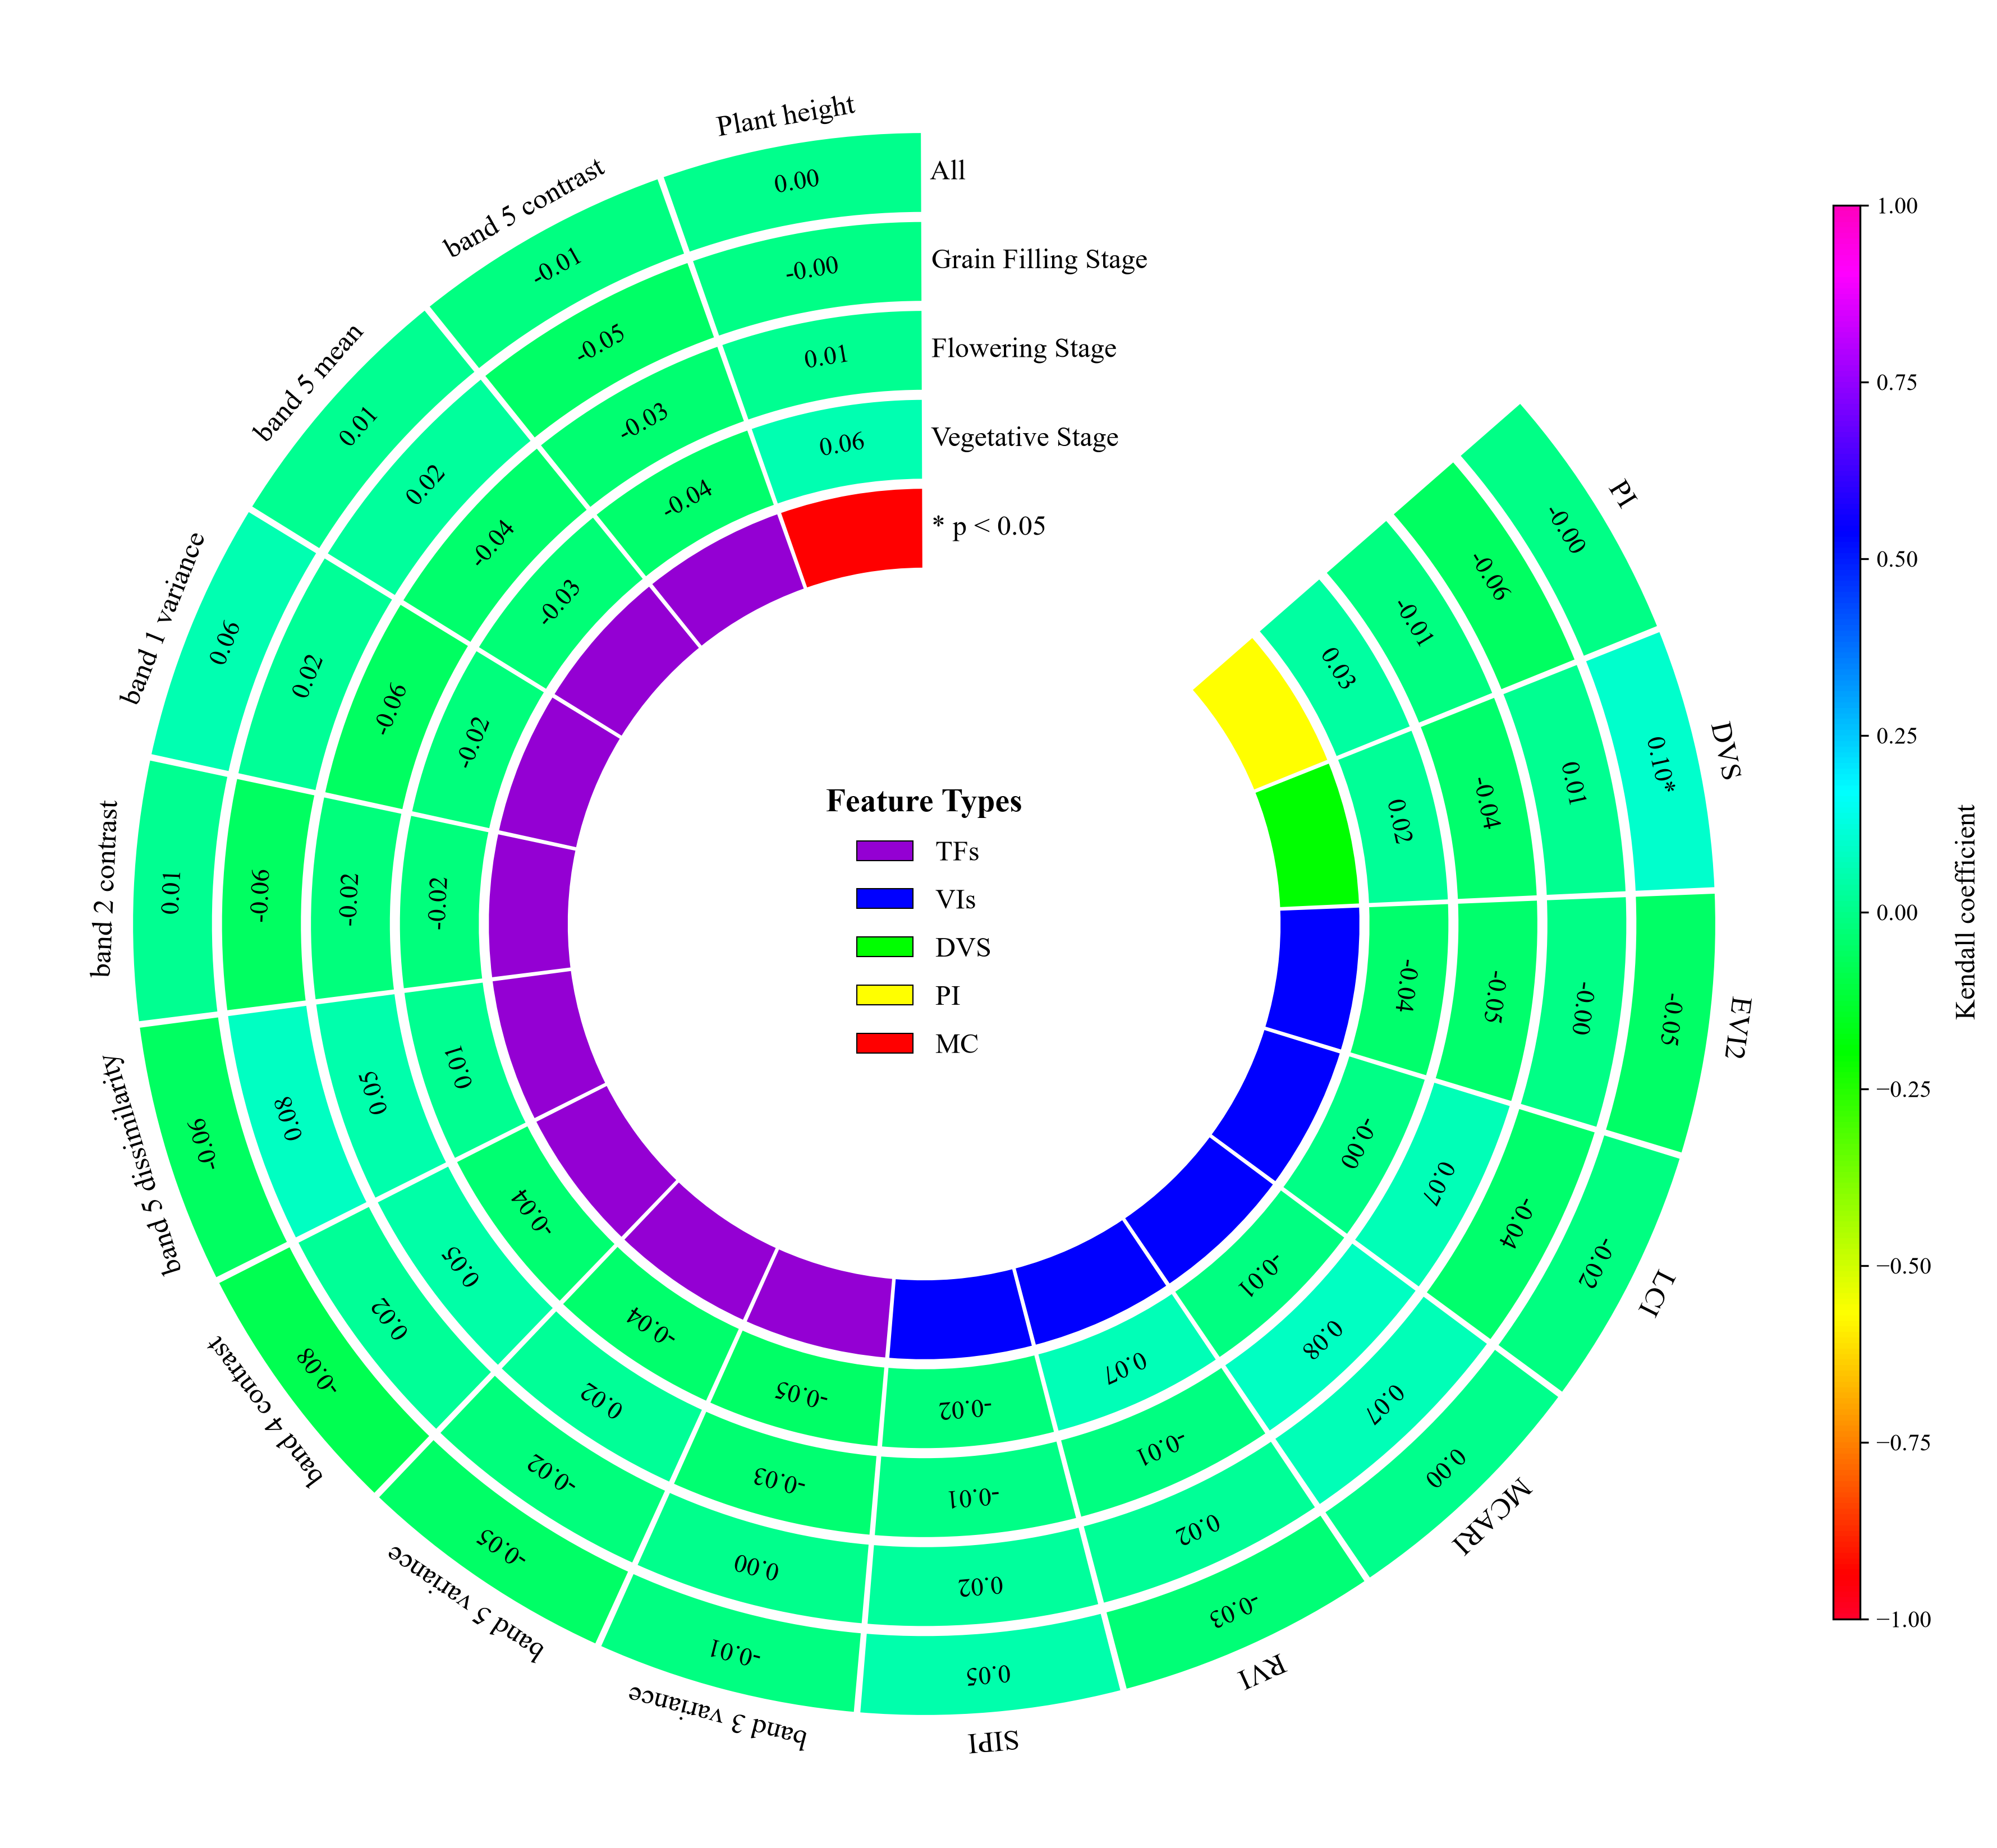 Plant height
band 5 contrast
band 5 mean
band 1 variance
band 2 contrast
band 5 dissimilarity
band 4 contrast
band 5 variance
band 3 variance
SIPI
RVI
MCARI
LCI
EVI2
DVS
PI
All
0.00
-0.01
0.01
0.06
0.01
-0.06
-0.08
-0.05
-0.01
0.05
-0.03
0.00
-0.02
-0.05
0.10*
-0.00
Grain Filling Stage
-0.00
-0.05
0.02
0.02
-0.06
0.08
0.02
-0.02
0.00
0.02
0.02
0.07
-0.04
-0.00
0.01
-0.06
Flowering Stage
0.01
-0.03
-0.04
-0.06
-0.02
0.05
0.05
0.02
-0.03
-0.01
-0.01
0.08
0.07
-0.05
-0.04
-0.01
Vegetative Stage
0.06
-0.04
-0.03
-0.02
-0.02
0.01
-0.04
-0.04
-0.05
-0.02
0.07
-0.01
-0.00
-0.04
0.02
0.03
* p < 0.05
Feature Types
TFs
VIs
DVS
PI
MC
1.00
0.75
0.50
0.25
0.00
−0.25
−0.50
−0.75
−1.00
Kendall coefficient